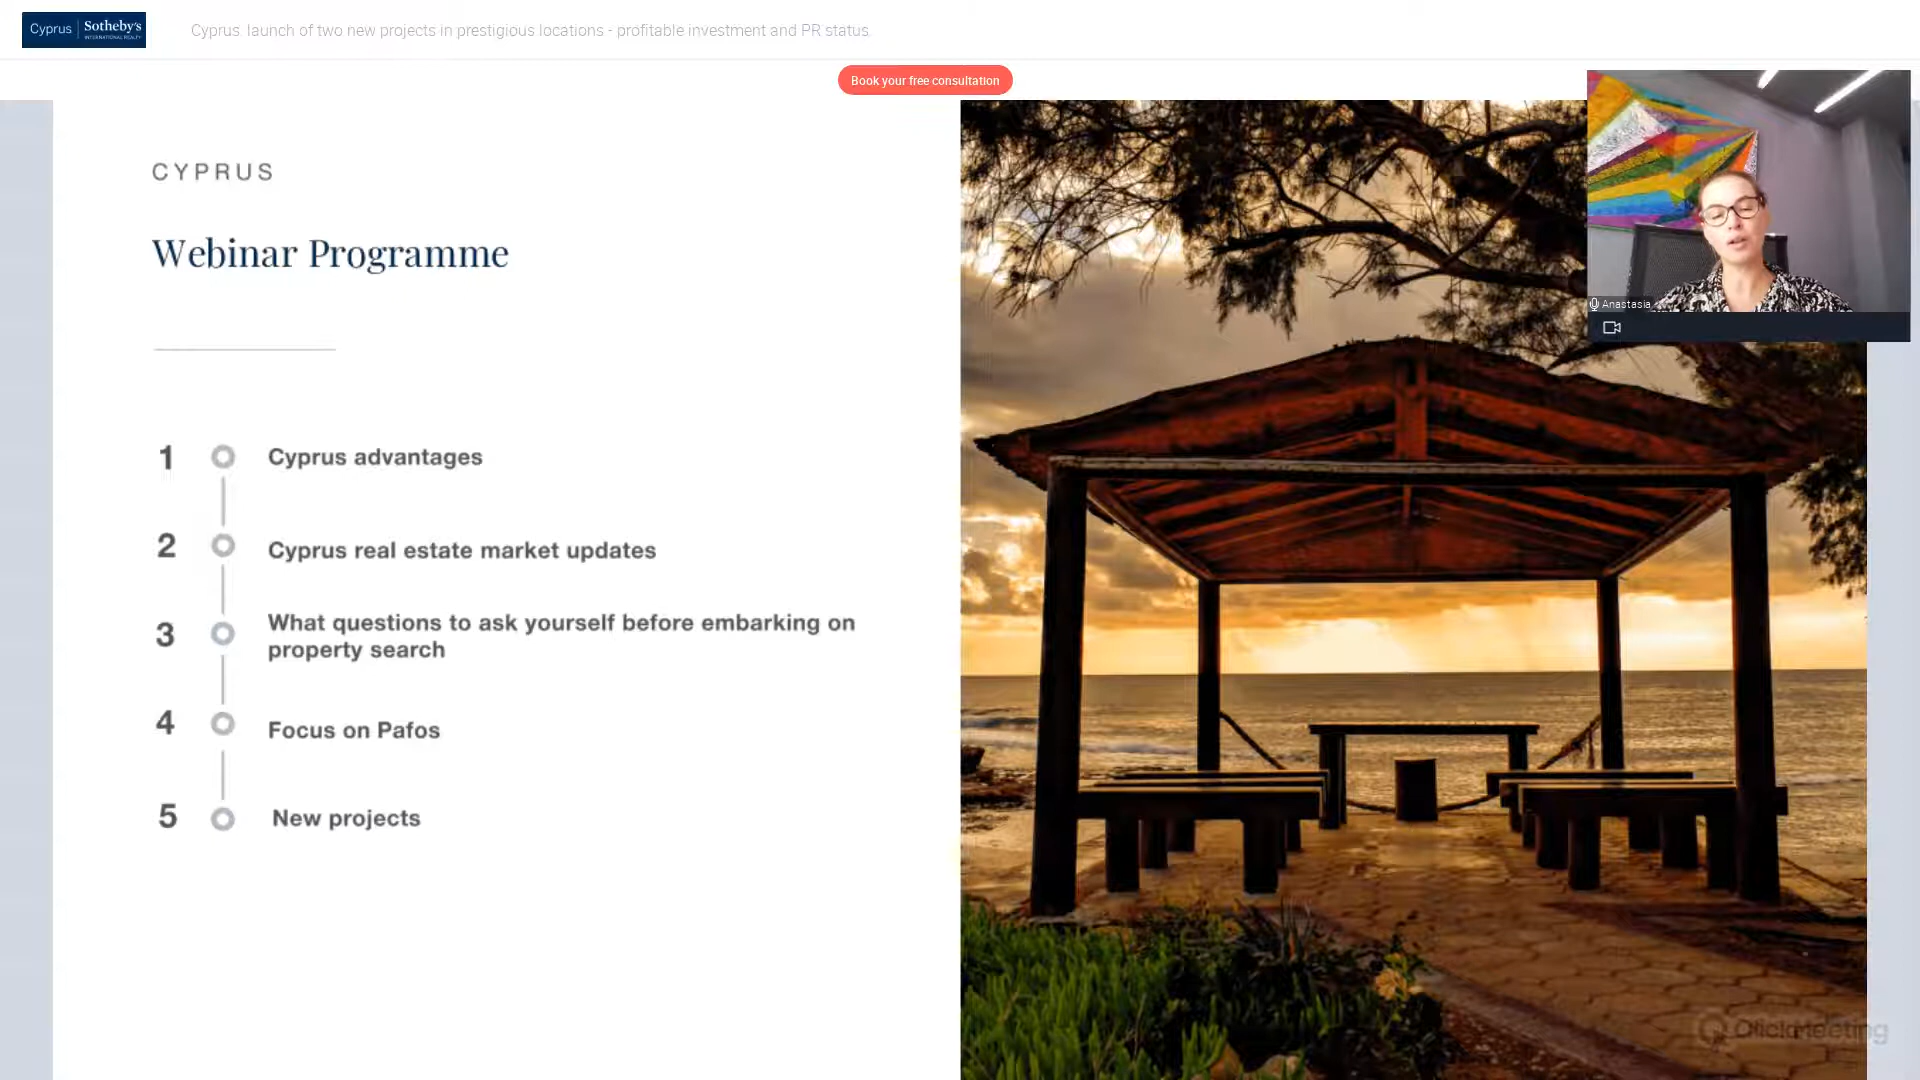 Cyprus | Sotheby's
INTERNATIONAL REALTY
Cyprus: launch of two new projects in prestigious locations - profitable investment and PR status
Book your free consultation
CYPRUS
Webinar Programme
Anastasia
1 Cyprus advantages
2 Cyprus real estate market updates
3 What questions to ask yourself before embarking on
property search
4 Focus on Pafos
5 New projects
ClickMeeting